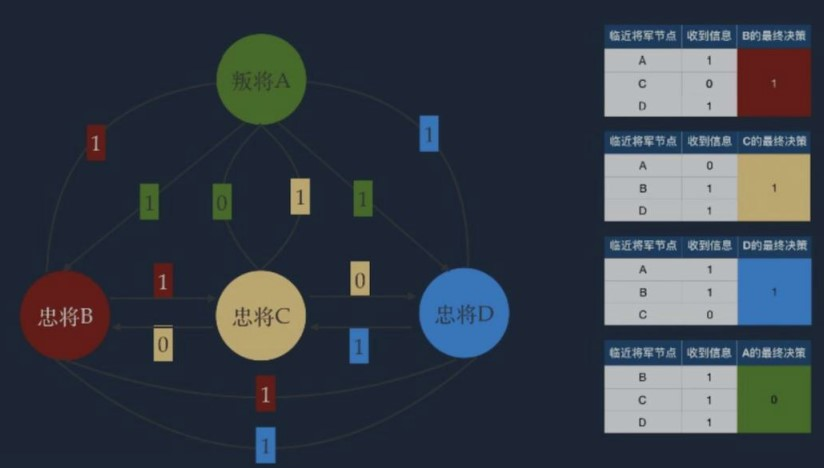 叛将A
1
1
1
0
1
1
忠将B
忠将C
忠将D
1
0
0
1
1
1
临近将军节点 收到信息 B的最终决策
A 1
C 0 1
D 1
临近将军节点 收到信息 C的最终决策
A 0
B 1 1
D 1
临近将军节点 收到信息 D的最终决策
A 1
B 1 1
C 0
临近将军节点 收到信息 A的最终决策
B 1
C 1 0
D 1